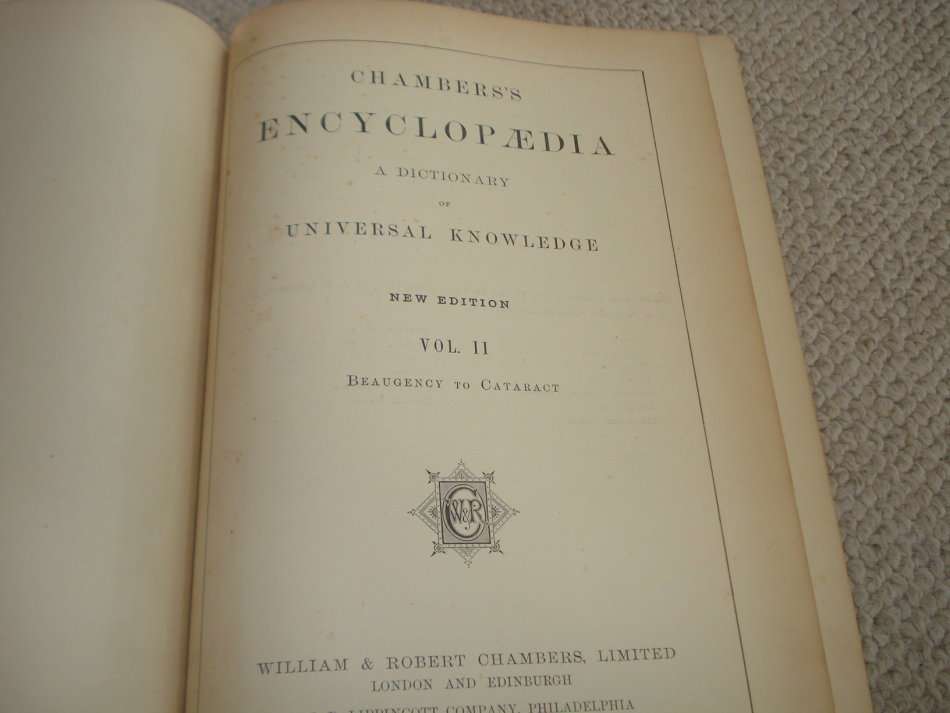 CHAMBERS'S
ENCYCLOPÆDIA
A DICTIONARY
OF
UNIVERSAL KNOWLEDGE
NEW EDITION
VOL. II
BEAUGENCY TO CATARACT
W&R C
WILLIAM & ROBERT CHAMBERS, LIMITED
LONDON AND EDINBURGH
LIPPINCOTT COMPANY, PHILADELPHIA